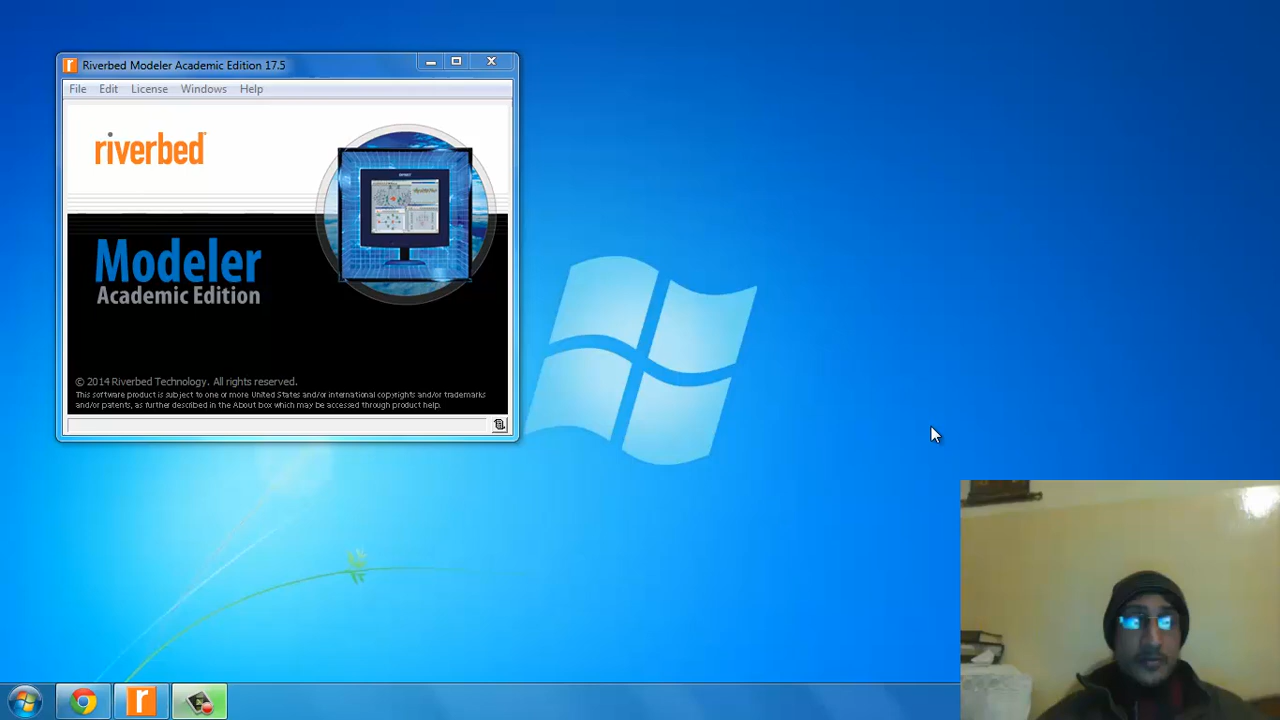 Riverbed Modeler Academic Edition 17.5
File Edit License Windows Help
riverbed
Modeler
Academic Edition
© 2014 Riverbed Technology. All rights reserved.
This software product is subject to one or more United States and/or international copyrights and/or trademarks
and/or patents, as further described in the About box which may be accessed through product help.